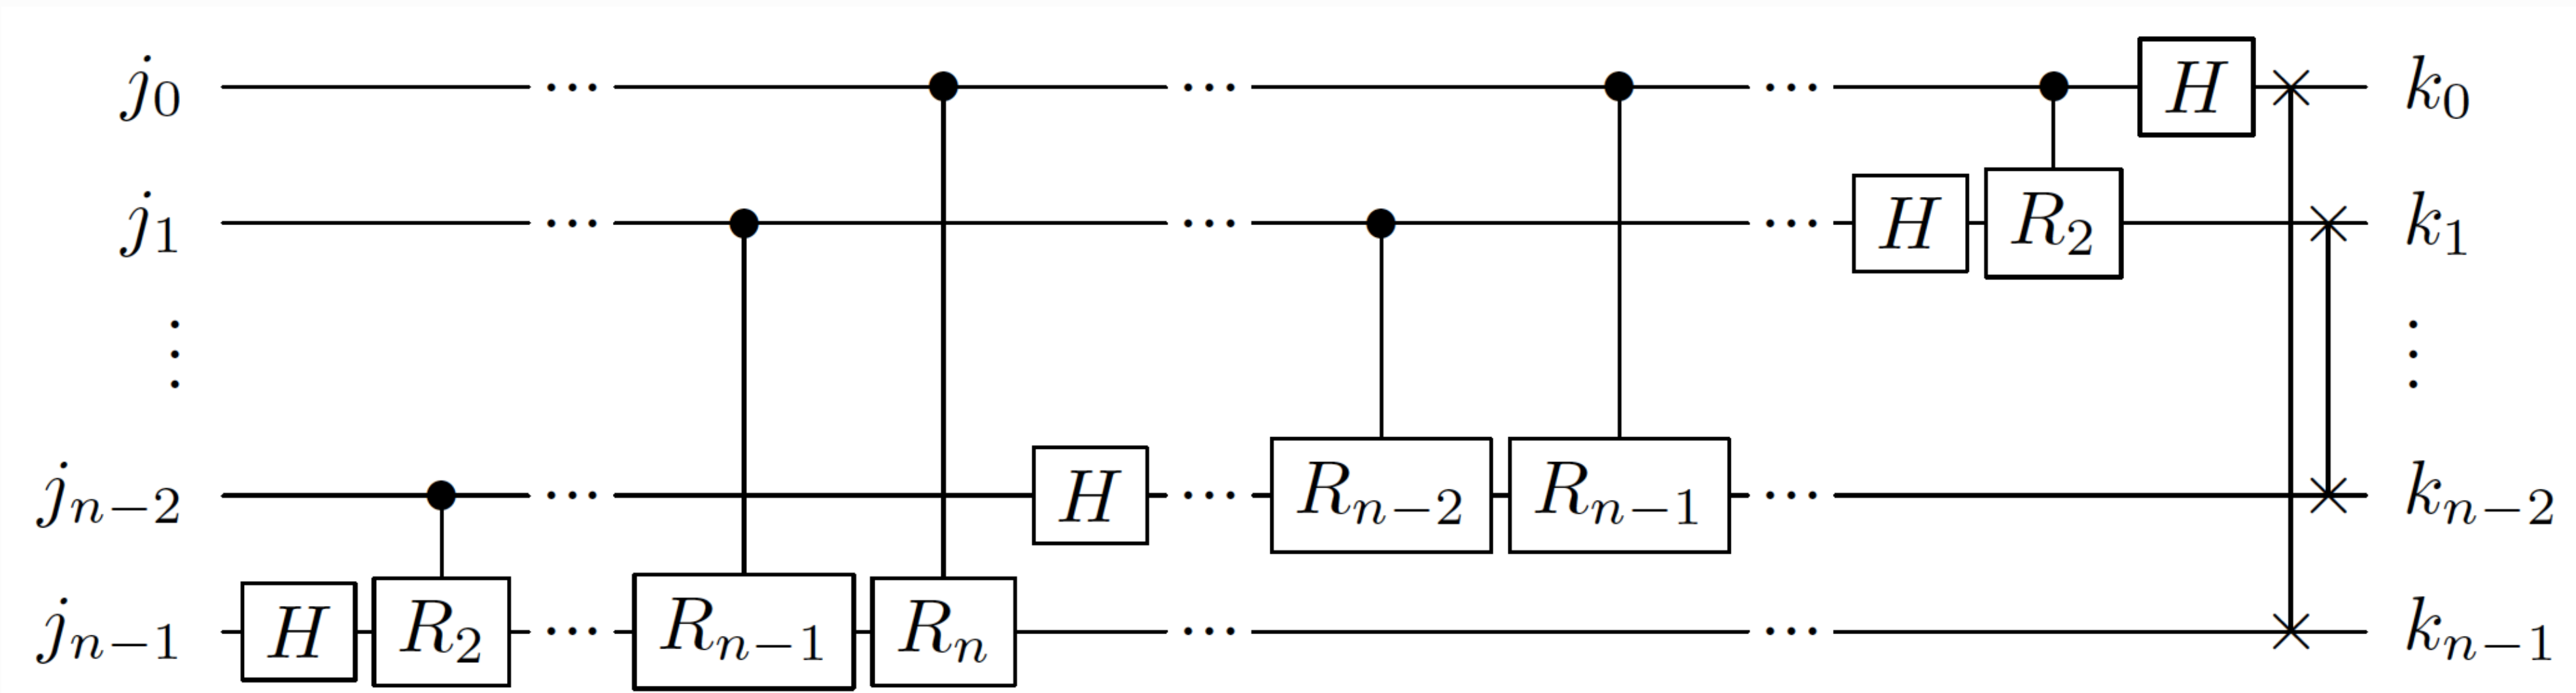 j_0 ... ... ... H k_0
j_1 ... ... ... H R_2 k_1
⋮ ⋮
j_{n-2} ... H ... R_{n-2} R_{n-1} ... k_{n-2}
j_{n-1} H R_2 ... R_{n-1} R_n ... ... k_{n-1}